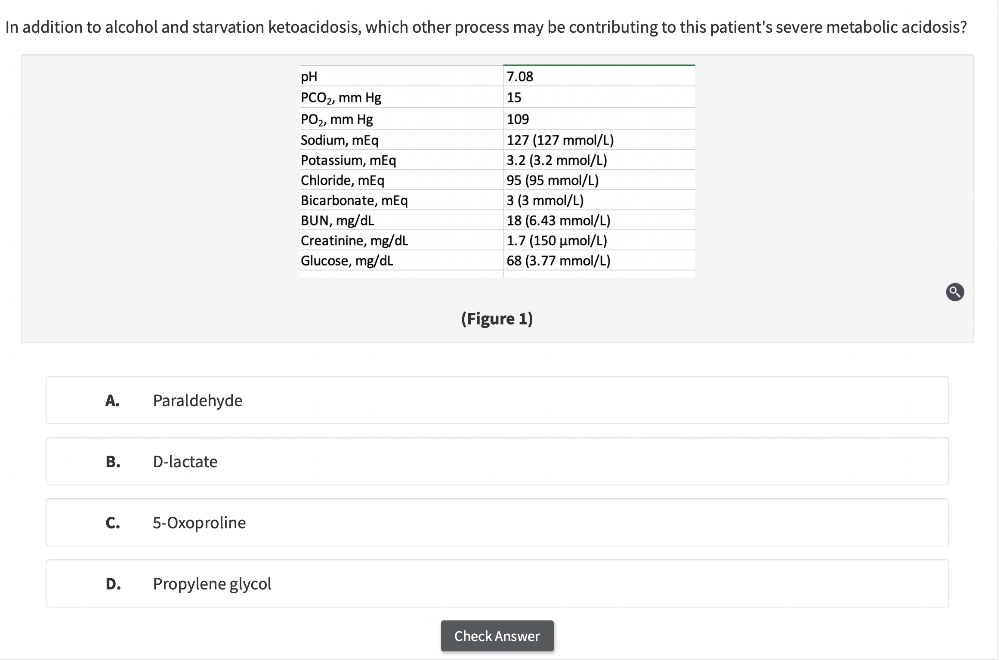 In addition to alcohol and starvation ketoacidosis, which other process may be contributing to this patient's severe metabolic acidosis?
pH 7.08
PCO₂, mm Hg 15
PO₂, mm Hg 109
Sodium, mEq 127 (127 mmol/L)
Potassium, mEq 3.2 (3.2 mmol/L)
Chloride, mEq 95 (95 mmol/L)
Bicarbonate, mEq 3 (3 mmol/L)
BUN, mg/dL 18 (6.43 mmol/L)
Creatinine, mg/dL 1.7 (150 µmol/L)
Glucose, mg/dL 68 (3.77 mmol/L)
(Figure 1)
A. Paraldehyde
B. D-lactate
C. 5-Oxoproline
D. Propylene glycol
Check Answer